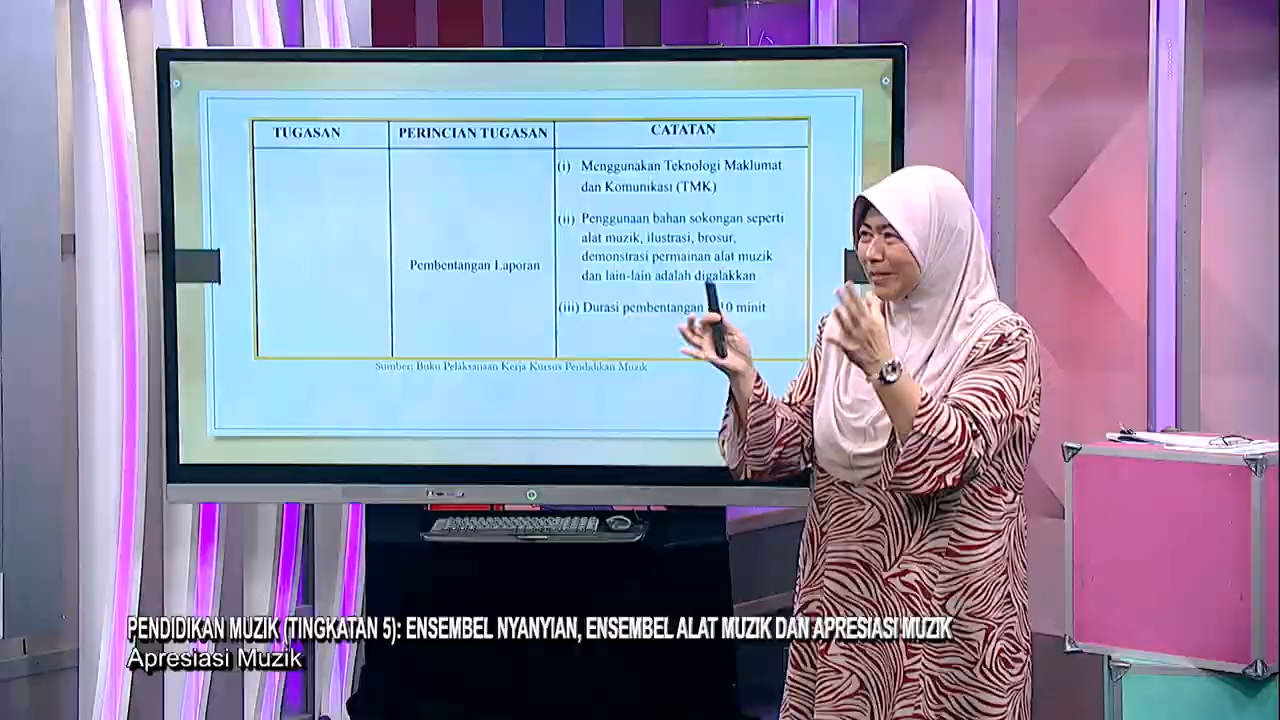 TUGASAN PERINCIAN TUGASAN CATATAN
(i) Menggunakan Teknologi Maklumat
dan Komunikasi (TMK)
(ii) Penggunaan bahan sokongan seperti
alat muzik, ilustrasi, brosur,
demonstrasi permainan alat muzik
dan lain-lain adalah digalakkan
Pembentangan Laporan
(iii) Durasi pembentangan 10 minit
Sumber: Buku Pelaksanaan Kerja Kursus Pendidikan Muzik
PENDIDIKAN MUZIK (TINGKATAN 5): ENSEMBEL NYANYIAN, ENSEMBEL ALAT MUZIK DAN APRESIASI MUZIK
Apresiasi Muzik